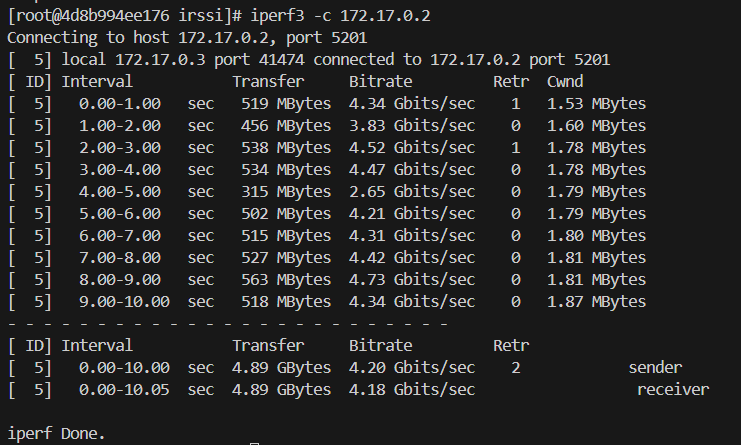 [root@4d8b994ee176 irssi]# iperf3 -c 172.17.0.2
Connecting to host 172.17.0.2, port 5201
[  5] local 172.17.0.3 port 41474 connected to 172.17.0.2 port 5201
[ ID] Interval           Transfer     Bitrate         Retr  Cwnd
[  5]   0.00-1.00   sec   519 MBytes  4.34 Gbits/sec    1   1.53 MBytes
[  5]   1.00-2.00   sec   456 MBytes  3.83 Gbits/sec    0   1.60 MBytes
[  5]   2.00-3.00   sec   538 MBytes  4.52 Gbits/sec    1   1.78 MBytes
[  5]   3.00-4.00   sec   534 MBytes  4.47 Gbits/sec    0   1.78 MBytes
[  5]   4.00-5.00   sec   315 MBytes  2.65 Gbits/sec    0   1.79 MBytes
[  5]   5.00-6.00   sec   502 MBytes  4.21 Gbits/sec    0   1.79 MBytes
[  5]   6.00-7.00   sec   515 MBytes  4.31 Gbits/sec    0   1.80 MBytes
[  5]   7.00-8.00   sec   527 MBytes  4.42 Gbits/sec    0   1.81 MBytes
[  5]   8.00-9.00   sec   563 MBytes  4.73 Gbits/sec    0   1.81 MBytes
[  5]   9.00-10.00  sec   518 MBytes  4.34 Gbits/sec    0   1.87 MBytes
- - - - - - - - - - - - - - - - - - - - - - - - - - - - -
[ ID] Interval           Transfer     Bitrate         Retr
[  5]   0.00-10.00  sec  4.89 GBytes  4.20 Gbits/sec    2             sender
[  5]   0.00-10.05  sec  4.89 GBytes  4.18 Gbits/sec                  receiver
iperf Done.